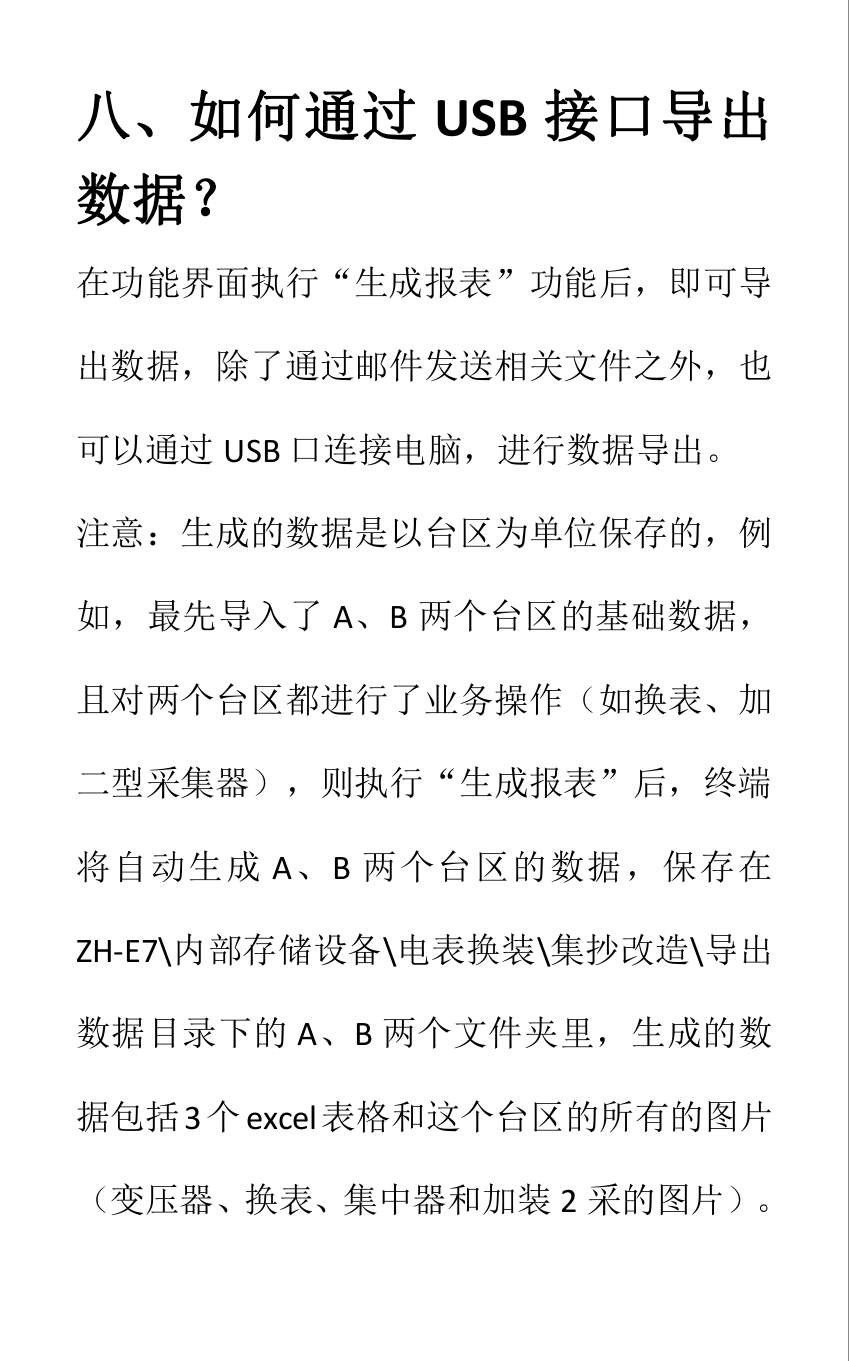 八、如何通过 USB 接口导出
数据？
在功能界面执行“生成报表”功能后，即可导
出数据，除了通过邮件发送相关文件之外，也
可以通过 USB 口连接电脑，进行数据导出。
注意：生成的数据是以台区为单位保存的，例
如，最先导入了 A、B 两个台区的基础数据，
且对两个台区都进行了业务操作（如换表、加
二型采集器），则执行“生成报表”后，终端
将自动生成 A、B 两个台区的数据，保存在
ZH-E7\内部存储设备\电表换装\集抄改造\导出
数据目录下的 A、B 两个文件夹里，生成的数
据包括 3 个 excel 表格和这个台区的所有的图片
（变压器、换表、集中器和加装 2 采的图片）。